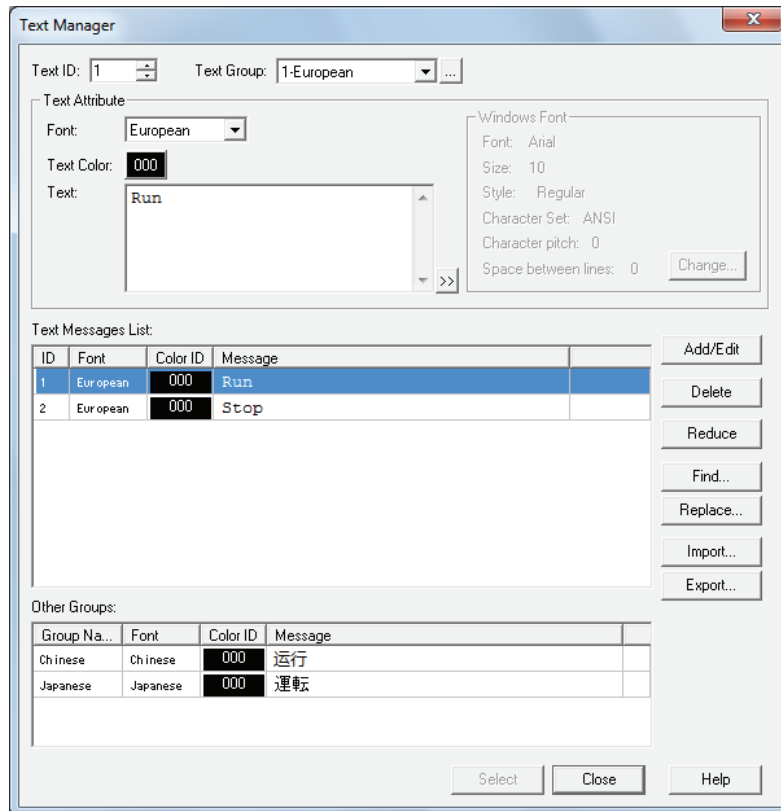 Text Manager
Text ID: 1 Text Group: 1-European ...
Text Attribute
Font: European
Text Color: 000
Text: Run
>>
Windows Font
Font: Arial
Size: 10
Style: Regular
Character Set: ANSI
Character pitch: 0
Space between lines: 0 Change...
Text Messages List:
ID Font Color ID Message
1 European 000 Run
2 European 000 Stop
Add/Edit
Delete
Reduce
Find...
Replace...
Import...
Export...
Other Groups:
Group Na... Font Color ID Message
Chinese Chinese 000 运行
Japanese Japanese 000 運転
Select Close Help